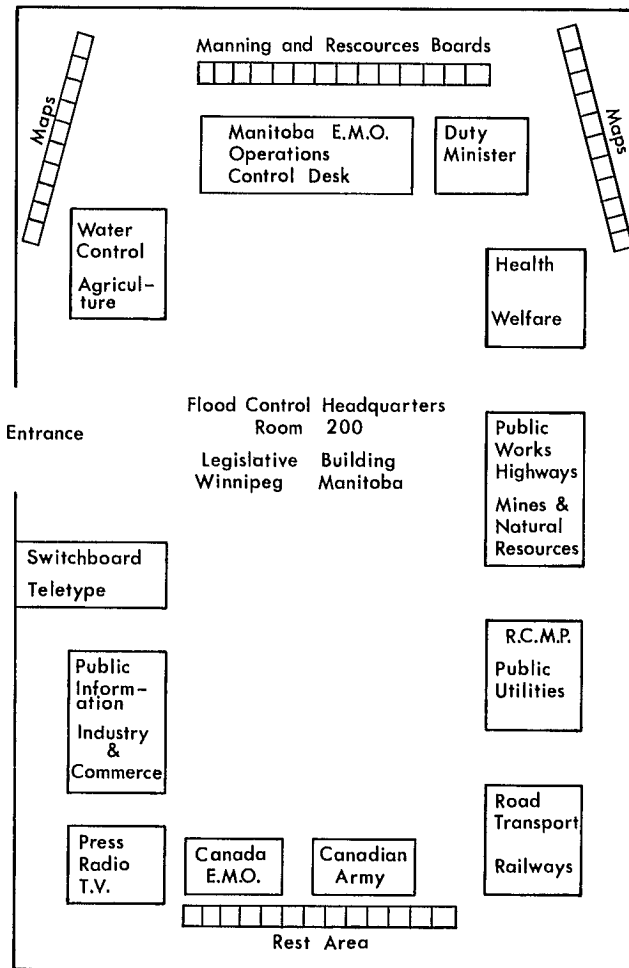 Manning and Rescources Boards
Maps
Maps
Manitoba E.M.O.
Operations
Control Desk
Duty
Minister
Water
Control
Agricul-
ture
Health
Welfare
Flood Control Headquarters
Room 200
Legislative Building
Winnipeg Manitoba
Entrance
Public
Works
Highways
Mines &
Natural
Resources
Switchboard
Teletype
R.C.M.P.
Public
Utilities
Public
Inform-
ation
Industry
&
Commerce
Road
Transport
Railways
Press
Radio
T.V.
Canada
E.M.O.
Canadian
Army
Rest Area